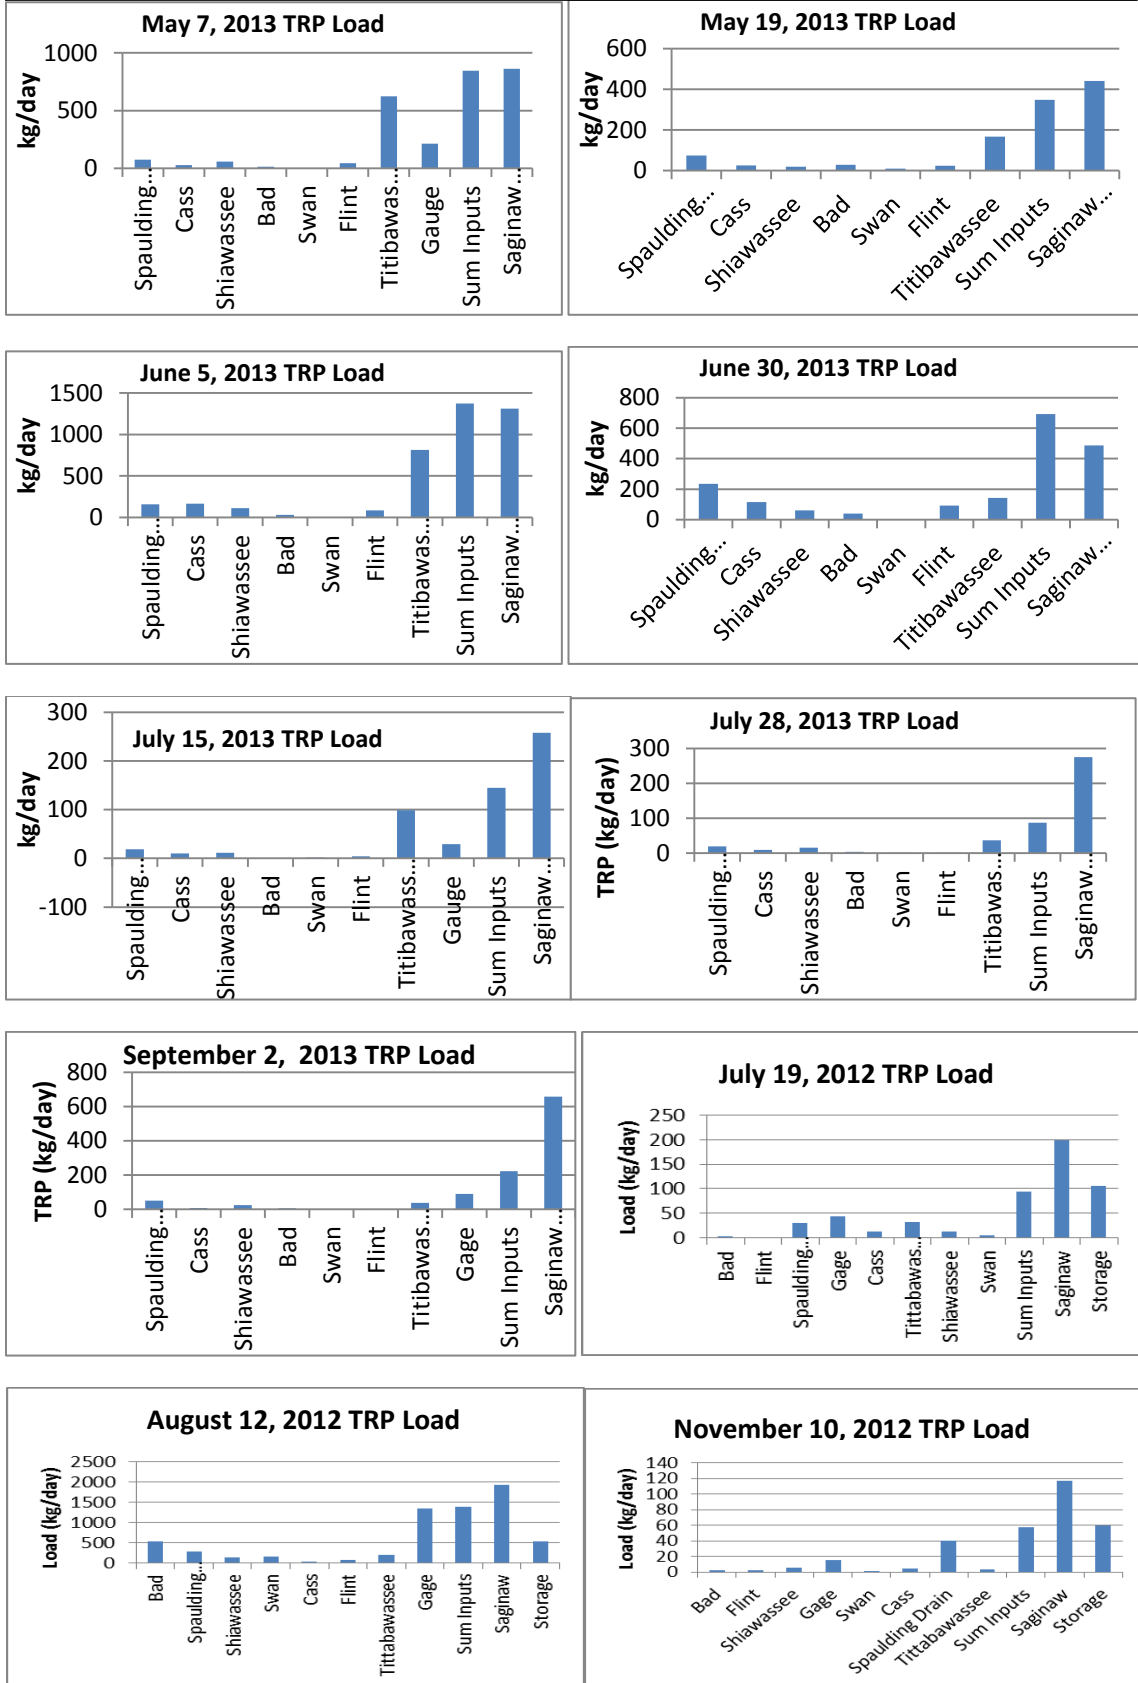 May 7, 2013 TRP Load
kg/day
1000
500
0
Spaulding...
Cass
Shiawassee
Bad
Swan
Flint
Titibawas...
Gauge
Sum Inputs
Saginaw...
May 19, 2013 TRP Load
kg/day
600
400
200
0
Spaulding...
Cass
Shiawassee
Bad
Swan
Flint
Titibawassee
Sum Inputs
Saginaw...
June 5, 2013 TRP Load
kg/day
1500
1000
500
0
Spaulding...
Cass
Shiawassee
Bad
Swan
Flint
Titibawas...
Sum Inputs
Saginaw...
June 30, 2013 TRP Load
kg/day
800
600
400
200
0
Spaulding...
Cass
Shiawassee
Bad
Swan
Flint
Titibawassee
Sum Inputs
Saginaw...
July 15, 2013 TRP Load
kg/day
300
200
100
0
-100
Spaulding...
Cass
Shiawassee
Bad
Swan
Flint
Titibawass...
Gauge
Sum Inputs
Saginaw...
July 28, 2013 TRP Load
TRP (kg/day)
300
200
100
0
Spaulding...
Cass
Shiawassee
Bad
Swan
Flint
Titibawas...
Sum Inputs
Saginaw...
September 2, 2013 TRP Load
TRP (kg/day)
800
600
400
200
0
Spaulding...
Cass
Shiawassee
Bad
Swan
Flint
Titibawas...
Gage
Sum Inputs
Saginaw...
July 19, 2012 TRP Load
Load (kg/day)
250
200
150
100
50
0
Bad
Flint
Spaulding...
Gage
Cass
Tittabawas...
Shiawassee
Swan
Sum Inputs
Saginaw
Storage
August 12, 2012 TRP Load
Load (kg/day)
2500
2000
1500
1000
500
0
Bad
Spaulding...
Shiawassee
Swan
Cass
Flint
Tittabawassee
Gage
Sum Inputs
Saginaw
Storage
November 10, 2012 TRP Load
Load (kg/day)
140
120
100
80
60
40
20
0
Bad
Flint
Shiawassee
Gage
Swan
Cass
Spaulding Drain
Tittabawassee
Sum Inputs
Saginaw
Storage